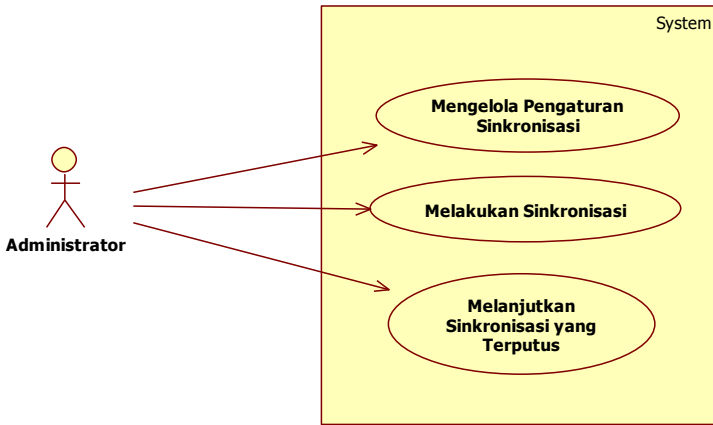 System
Mengelola Pengaturan
Sinkronisasi
Melakukan Sinkronisasi
Administrator
Melanjutkan
Sinkronisasi yang
Terputus